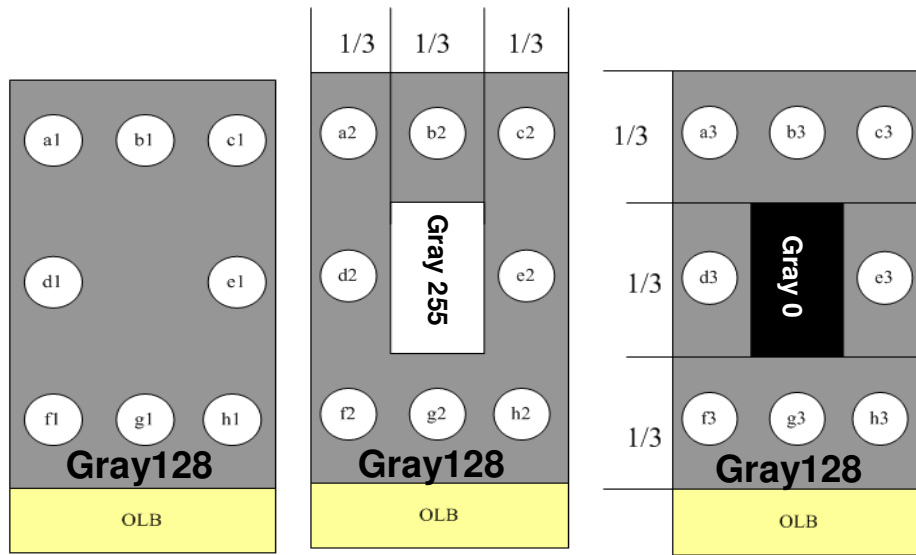 1/3 1/3 1/3
a1 b1 c1
d1 e1
f1 g1 h1
Gray128
OLB
a2 b2 c2
d2 Gray 255 e2
f2 g2 h2
Gray128
OLB
1/3 a3 b3 c3
1/3 d3 Gray 0 e3
1/3 f3 g3 h3
Gray128
OLB